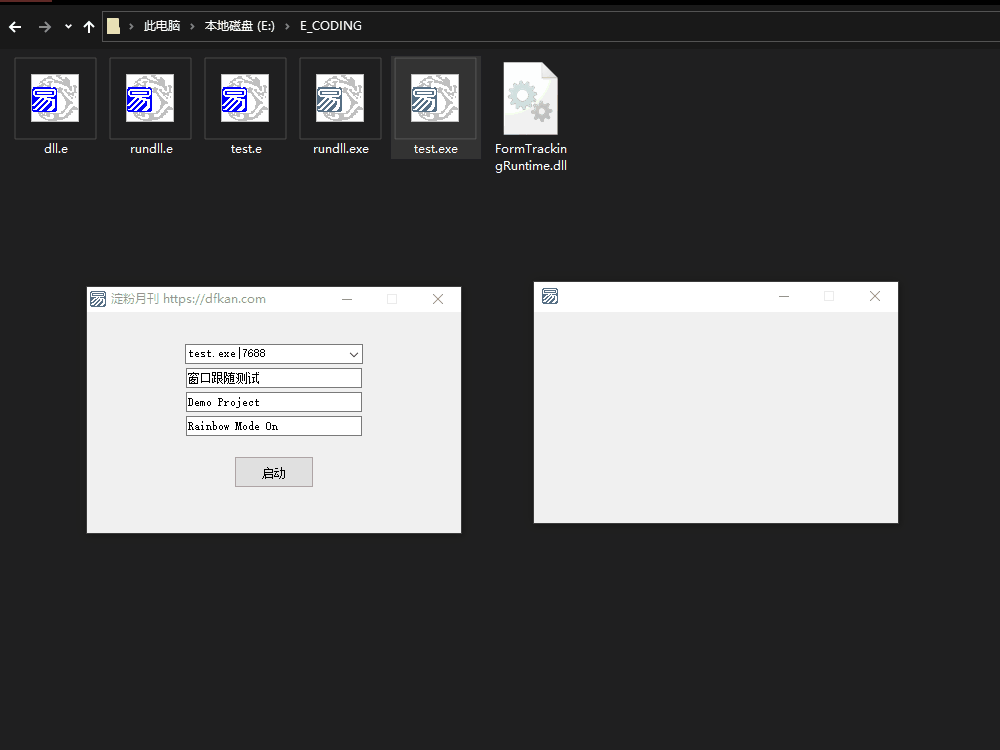 此电脑 › 本地磁盘 (E:) › E_CODING
dll.e
rundll.e
test.e
rundll.exe
test.exe
FormTrackin
gRuntime.dll
淀粉月刊 https://dfkan.com
test.exe|7688
窗口跟随测试
Demo Project
Rainbow Mode On
启动